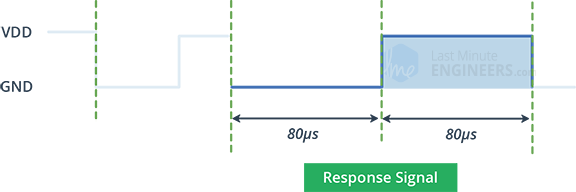 VDD
Last Minute
ENGINEERS.com
GND
80µs
80µs
Response Signal